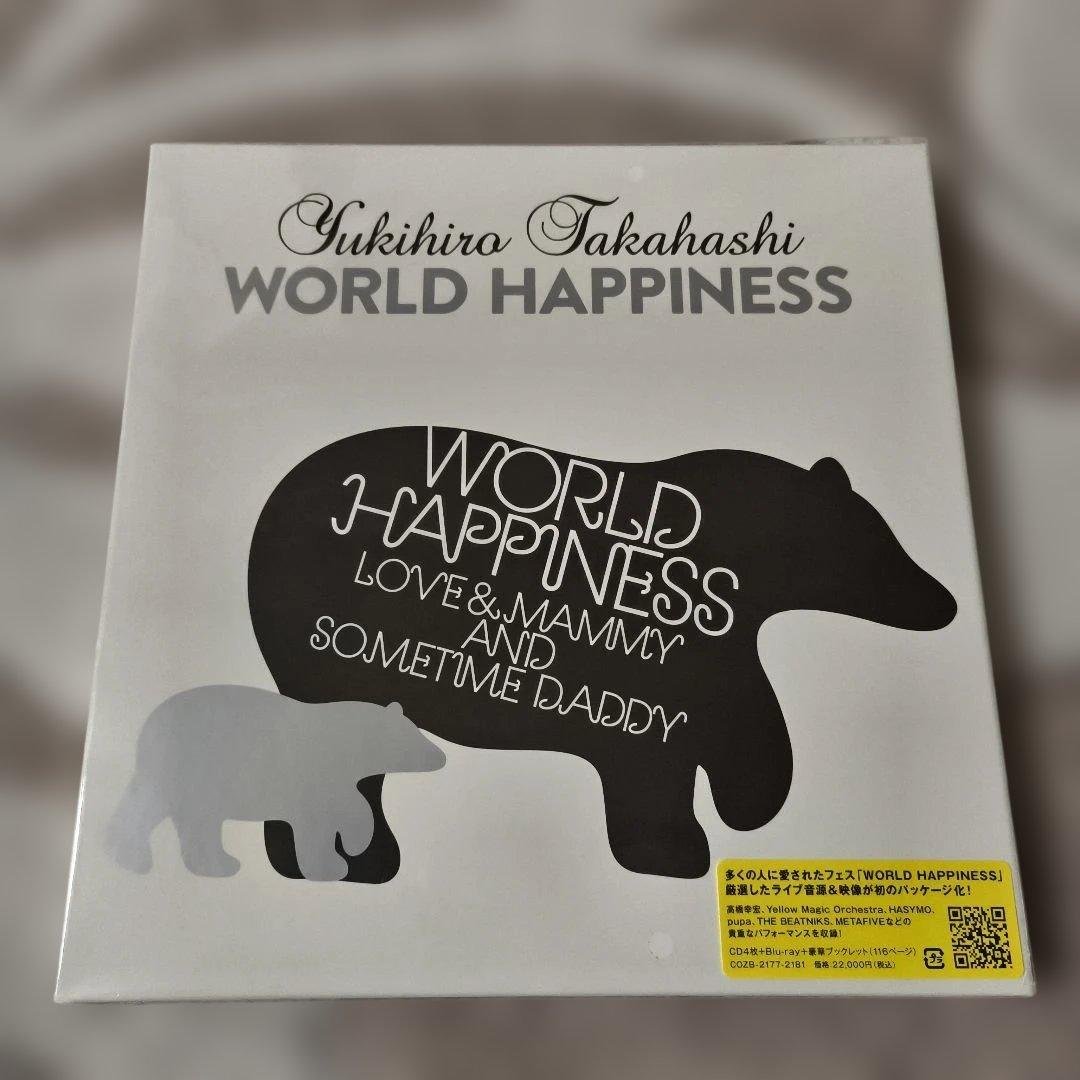 Yukihiro Takahashi
WORLD HAPPINESS
WORLD
HAPPINESS
LOVE & MAMMY
AND
SOMETIME DADDY
多くの人に愛されたフェス「WORLD HAPPINESS」
厳選したライブ音源&映像が初のパッケージ化!
高橋幸宏、Yellow Magic Orchestra、HASYMO、
pupa、THE BEATNIKS、METAFIVEなどの
貴重なパフォーマンスを収録!
CD4枚+Blu-ray+豪華ブックレット(116ページ)
COZB-2177-2181 価格:22,000円(税込)
プラ